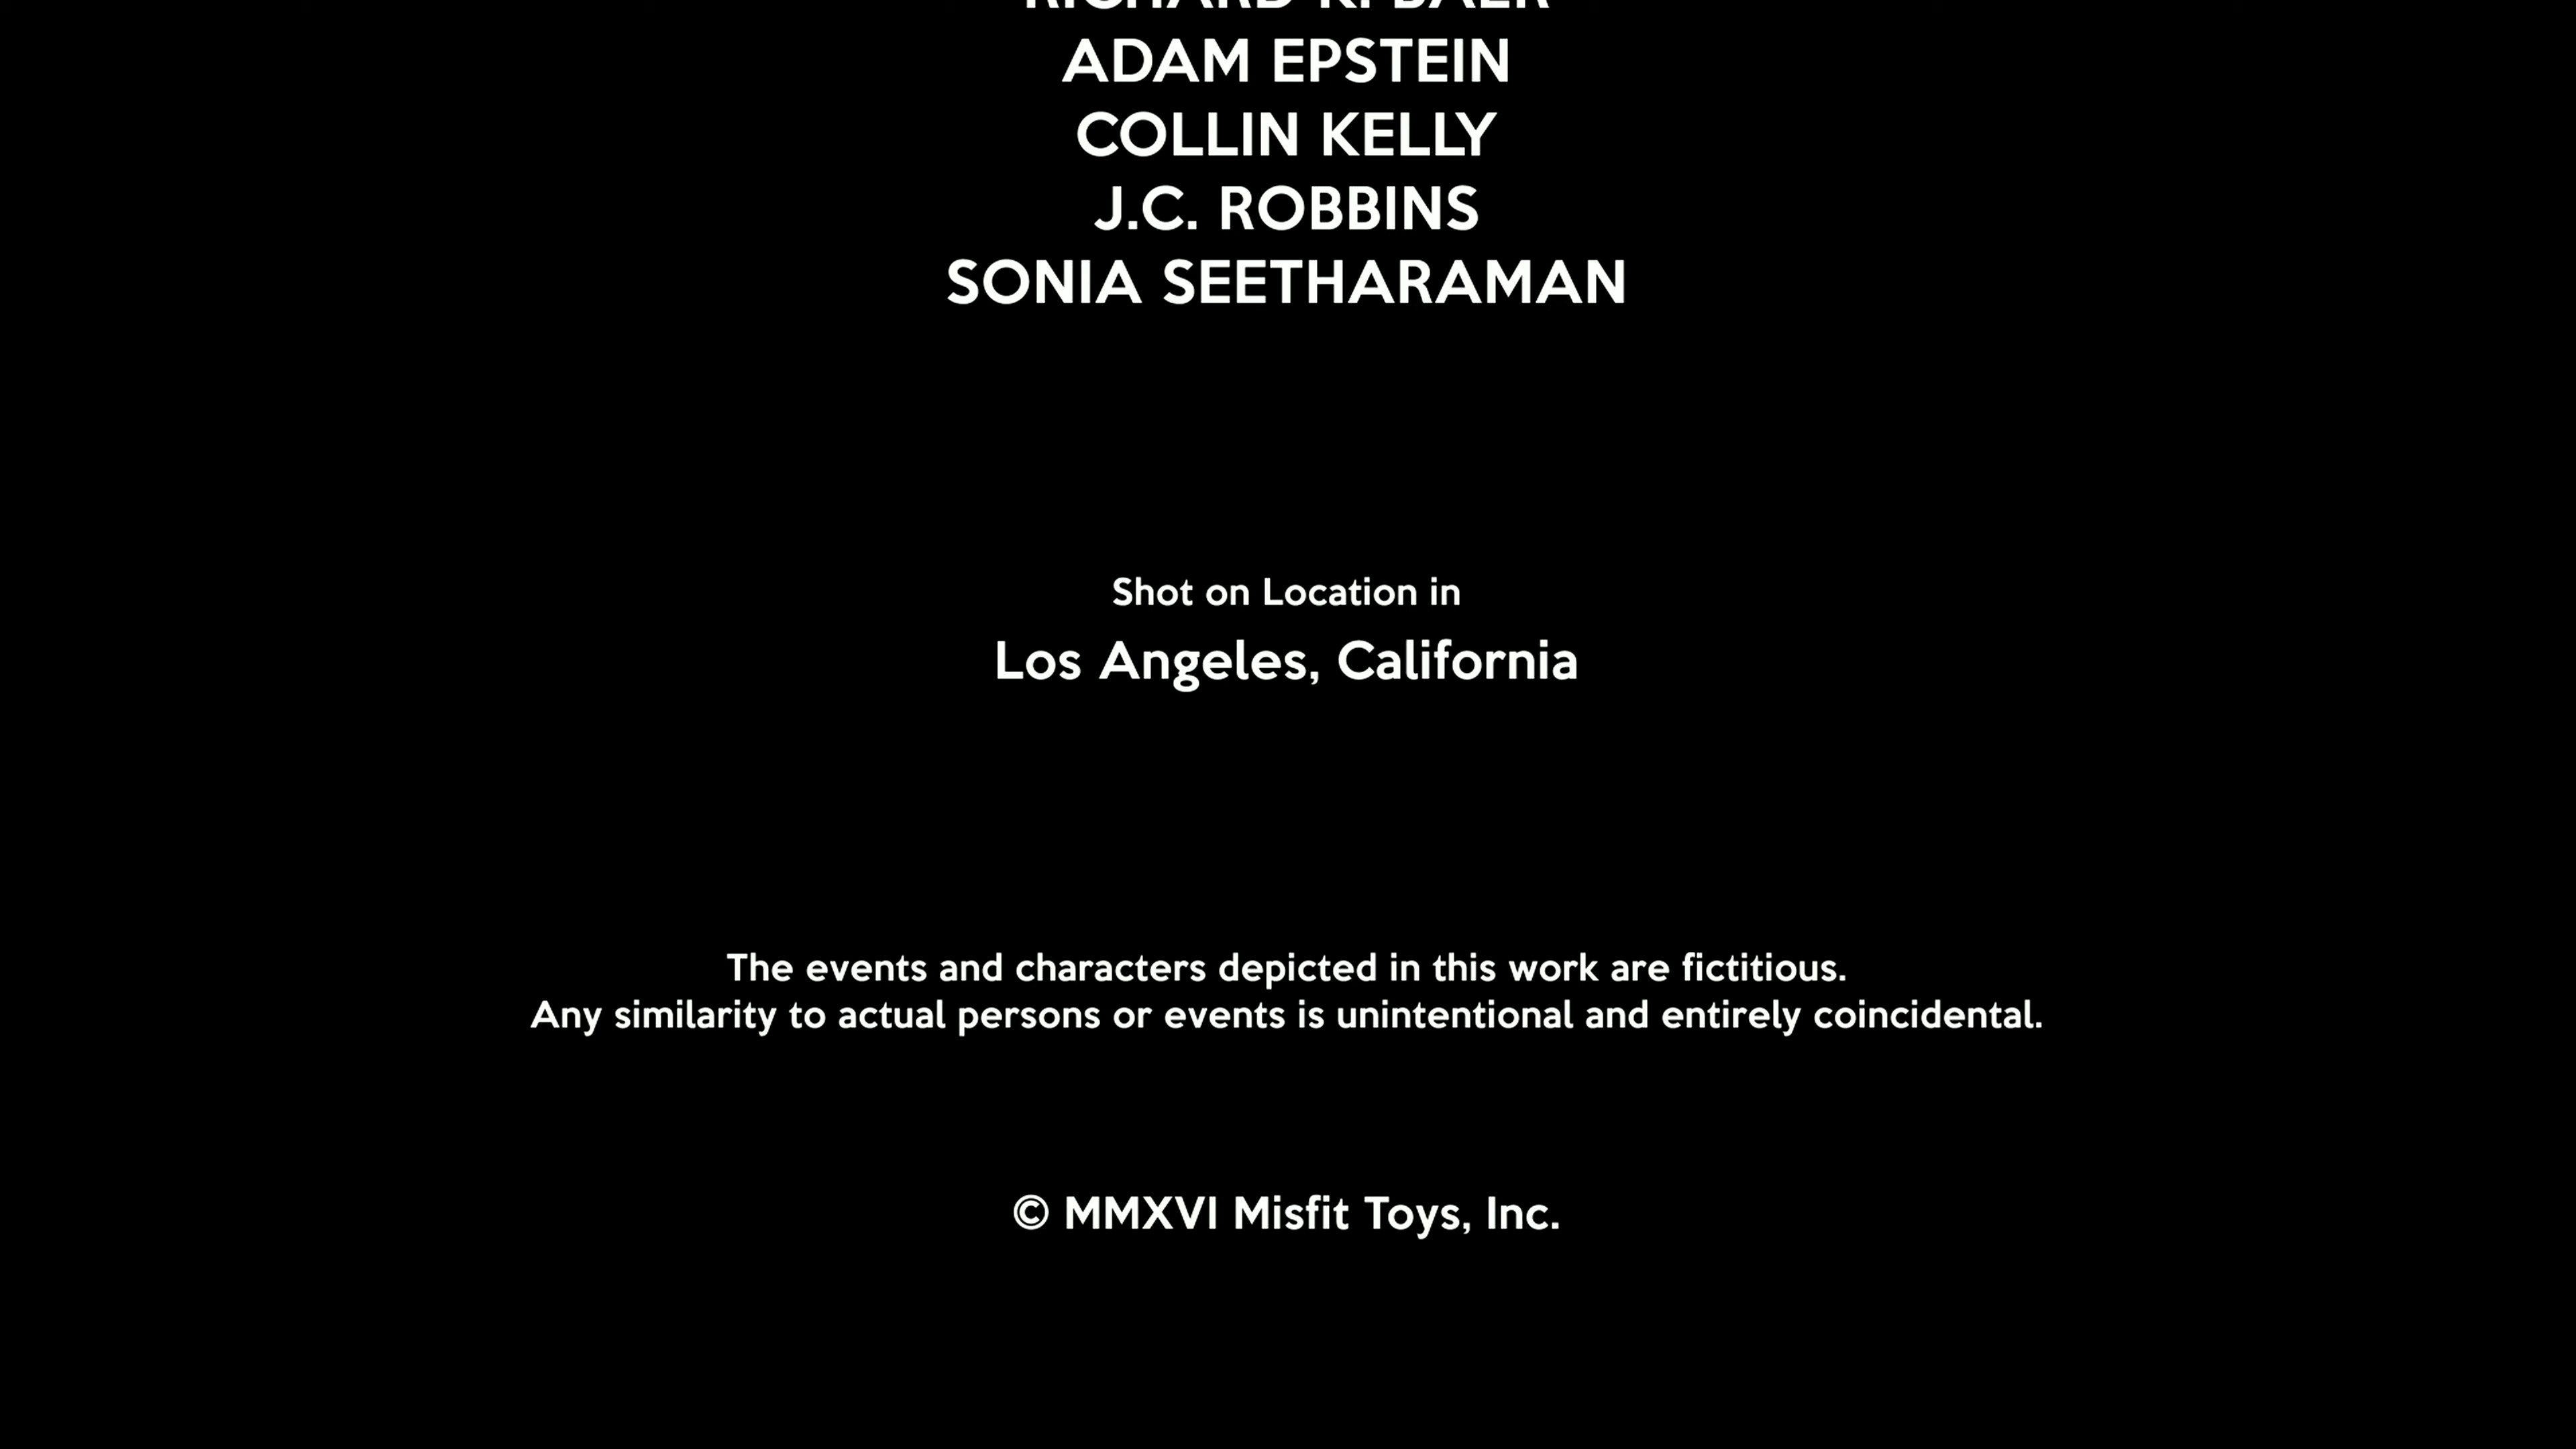 ADAM EPSTEIN
COLLIN KELLY
J.C. ROBBINS
SONIA SEETHARAMAN
Shot on Location in
Los Angeles, California
The events and characters depicted in this work are fictitious.
Any similarity to actual persons or events is unintentional and entirely coincidental.
© MMXVI Misfit Toys, Inc.